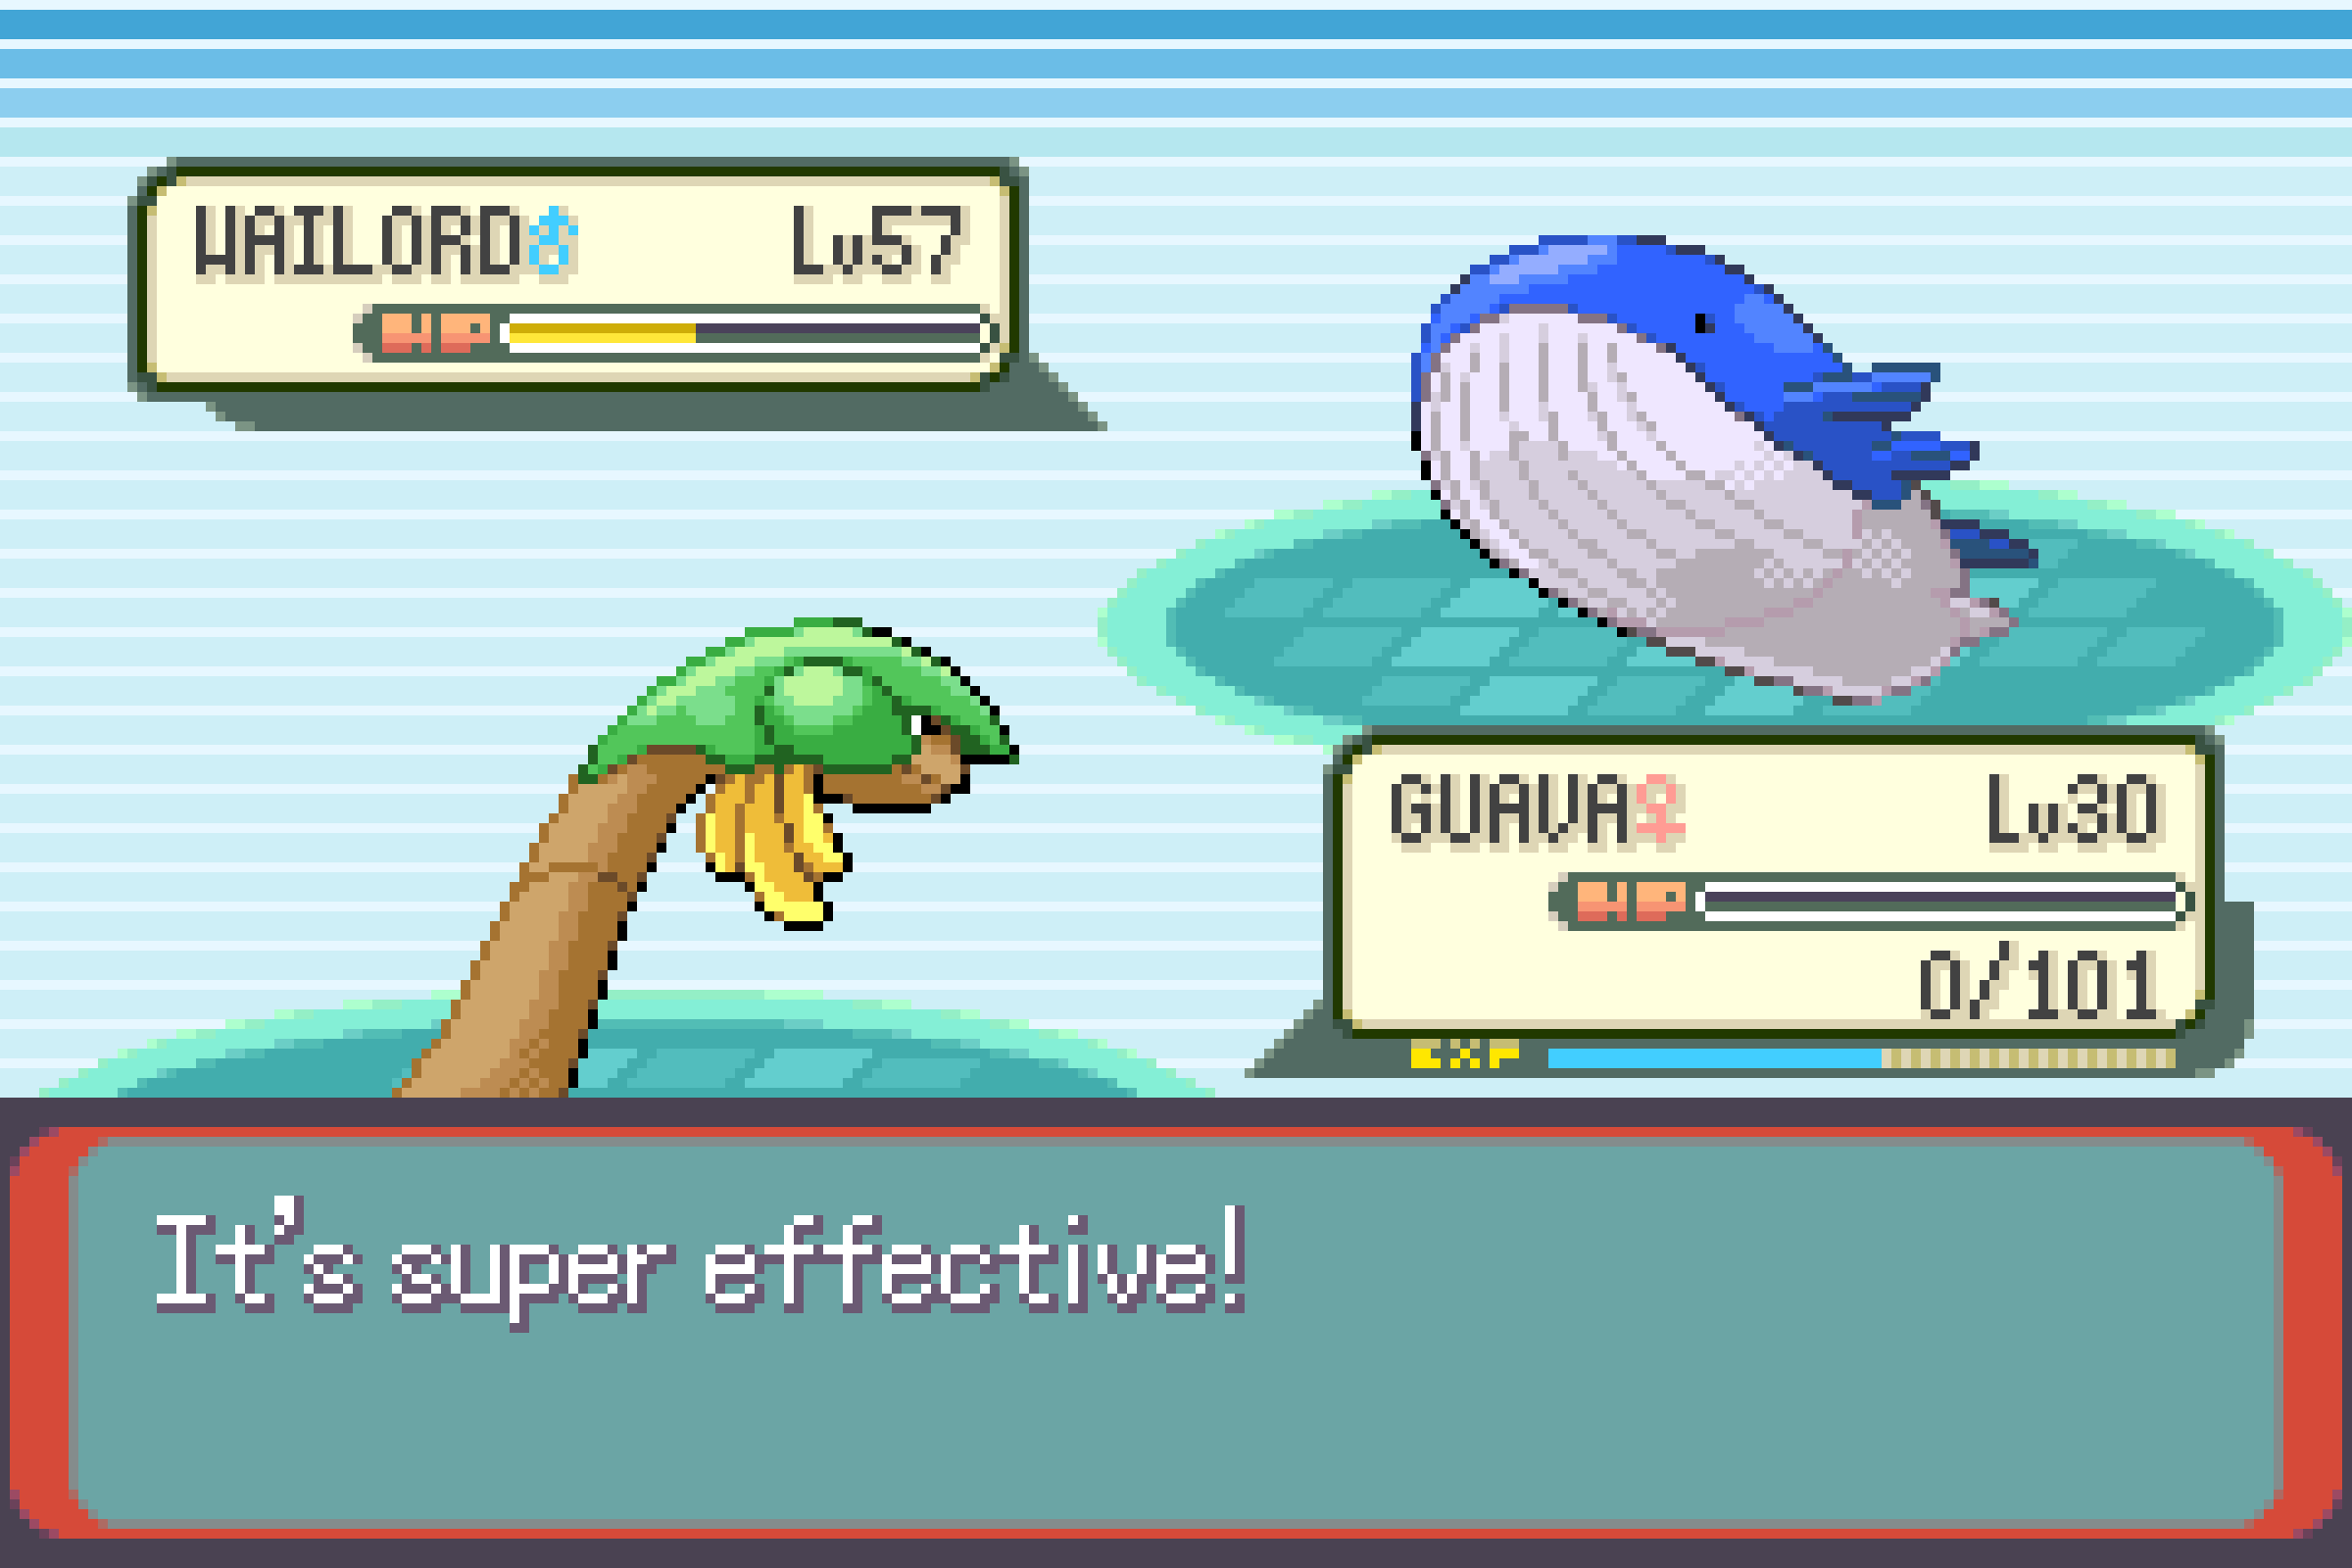 WAILORD♂ Lv57
HP
GUAVA♀ Lv30
HP
0/101
EXP
It's super effective!